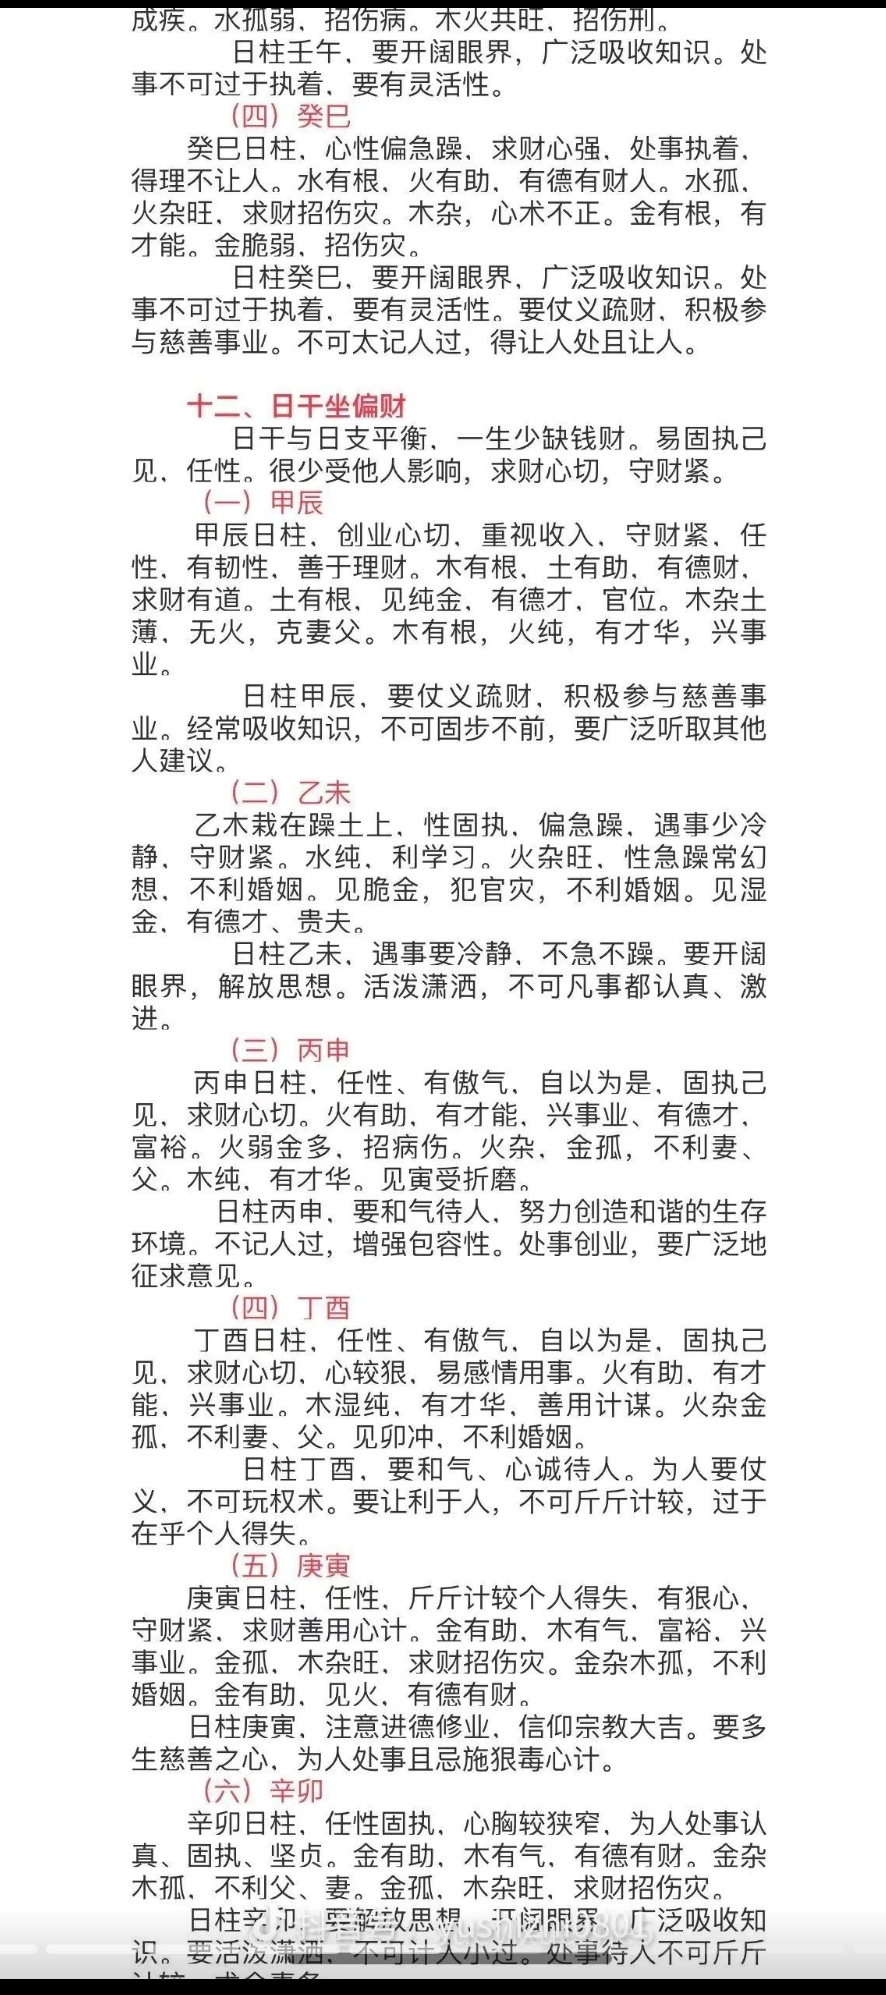 成疾。水孤弱，招伤病。木火共旺，招伤刑。
日柱壬午，要开阔眼界，广泛吸收知识。处
事不可过于执着，要有灵活性。
（四）癸巳
癸巳日柱，心性偏急躁，求财心强，处事执着，
得理不让人。水有根，火有助，有德有财人。水孤，
火杂旺，求财招伤灾。木杂，心术不正。金有根，有
才能。金脆弱，招伤灾。
日柱癸巳，要开阔眼界，广泛吸收知识。处
事不可过于执着，要有灵活性。要仗义疏财，积极参
与慈善事业。不可太记人过，得让人处且让人。
十二、日干坐偏财
日干与日支平衡，一生少缺钱财。易固执己
见，任性。很少受他人影响，求财心切，守财紧。
（一）甲辰
甲辰日柱，创业心切，重视收入，守财紧，任
性，有韧性，善于理财。木有根，土有助，有德财，
求财有道。土有根，见纯金，有德才，官位。木杂土
薄，无火，克妻父。木有根，火纯，有才华，兴事
业。
日柱甲辰，要仗义疏财，积极参与慈善事
业。经常吸收知识，不可固步不前，要广泛听取其他
人建议。
（二）乙未
乙木栽在躁土上，性固执，偏急躁，遇事少冷
静，守财紧。水纯，利学习。火杂旺，性急躁常幻
想，不利婚姻。见脆金，犯官灾，不利婚姻。见湿
金，有德才、贵夫。
日柱乙未，遇事要冷静，不急不躁。要开阔
眼界，解放思想。活泼潇洒，不可凡事都认真、激
进。
（三）丙申
丙申日柱，任性、有傲气，自以为是，固执己
见，求财心切。火有助，有才能，兴事业、有德才，
富裕。火弱金多，招病伤。火杂，金孤，不利妻、
父。木纯，有才华。见寅受折磨。
日柱丙申，要和气待人，努力创造和谐的生存
环境。不记人过，增强包容性。处事创业，要广泛地
征求意见。
（四）丁酉
丁酉日柱，任性、有傲气，自以为是，固执己
见，求财心切，心较狠，易感情用事。火有助，有才
能，兴事业。木湿纯，有才华，善用计谋。火杂金
孤，不利妻、父。见卯冲，不利婚姻。
日柱丁酉，要和气、心诚待人。为人要仗
义，不可玩权术。要让利于人，不可斤斤计较，过于
在乎个人得失。
（五）庚寅
庚寅日柱，任性，斤斤计较个人得失，有狠心，
守财紧，求财善用心计。金有助，木有气，富裕，兴
事业。金孤，木杂旺，求财招伤灾。金杂木孤，不利
婚姻。金有助，见火，有德有财。
日柱庚寅，注意进德修业，信仰宗教大吉。要多
生慈善之心，为人处事且忌施狠毒心计。
（六）辛卯
辛卯日柱，任性固执，心胸较狭窄，为人处事认
真、固执、坚贞。金有助，木有气，有德有财。金杂
木孤，不利父、妻。金孤，木杂旺，求财招伤灾。
日柱辛卯，要解放思想，开阔眼界，广泛吸收知
识。要活泼潇洒，不可计人小过。处事待人不可斤斤